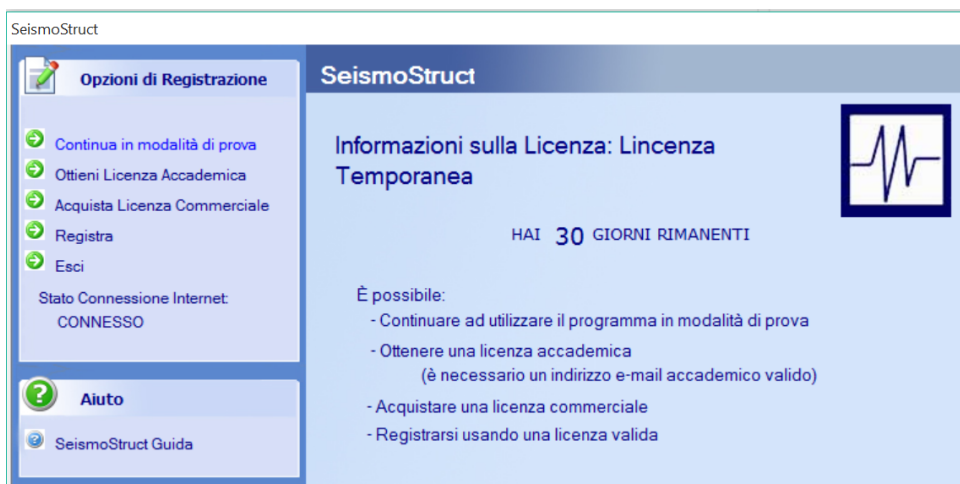 SeismoStruct
Opzioni di Registrazione
Continua in modalità di prova
Ottieni Licenza Accademica
Acquista Licenza Commerciale
Registra
Esci
Stato Connessione Internet:
CONNESSO
Aiuto
SeismoStruct Guida
SeismoStruct
Informazioni sulla Licenza: Lincenza
Temporanea
HAI 30 GIORNI RIMANENTI
È possibile:
- Continuare ad utilizzare il programma in modalità di prova
- Ottenere una licenza accademica
(è necessario un indirizzo e-mail accademico valido)
- Acquistare una licenza commerciale
- Registrarsi usando una licenza valida